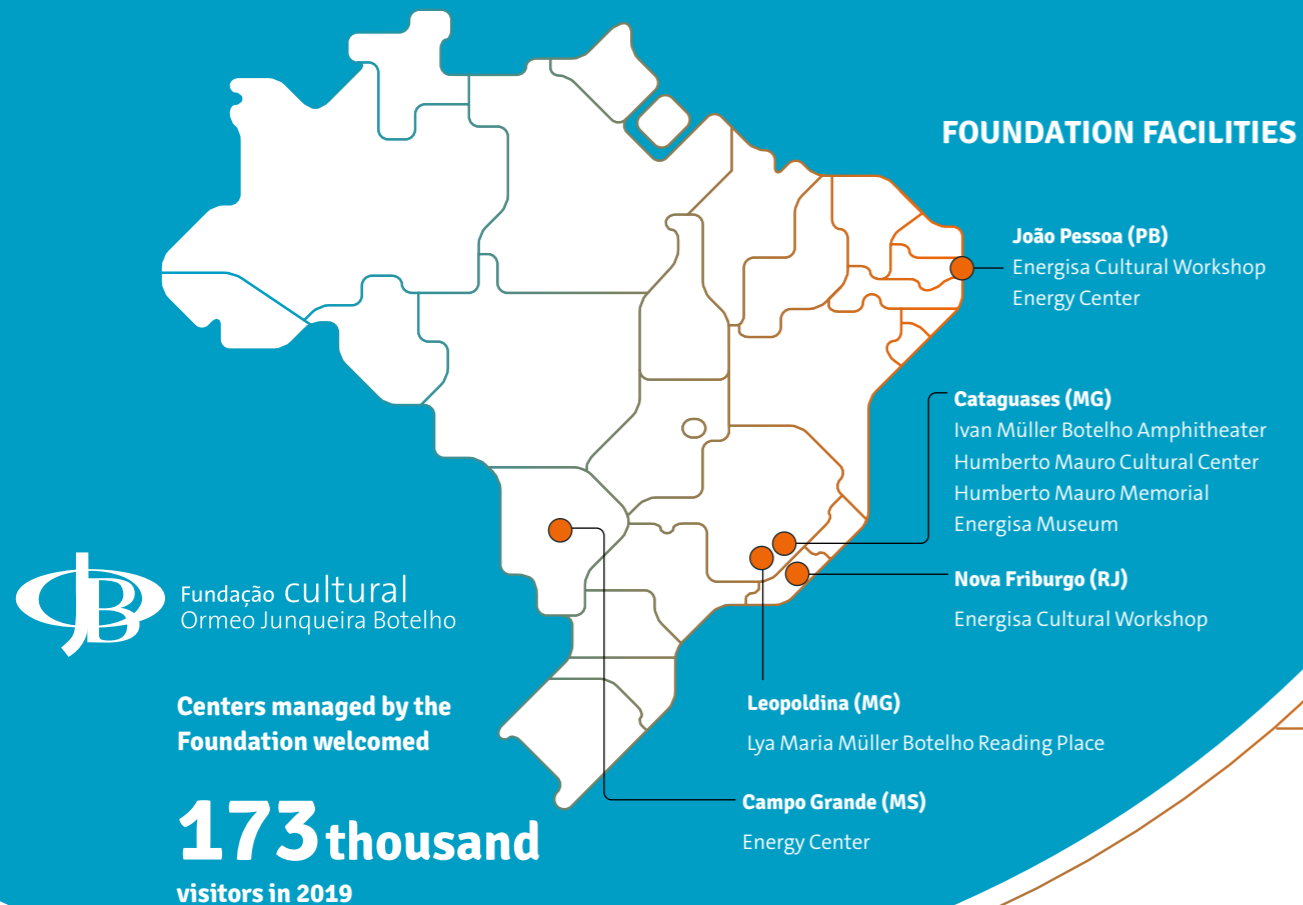 FOUNDATION FACILITIES
João Pessoa (PB)
Energisa Cultural Workshop
Energy Center
Cataguases (MG)
Ivan Müller Botelho Amphitheater
Humberto Mauro Cultural Center
Humberto Mauro Memorial
Energisa Museum
Nova Friburgo (RJ)
Energisa Cultural Workshop
Leopoldina (MG)
Lya Maria Müller Botelho Reading Place
Campo Grande (MS)
Energy Center
JB
Fundação cultural
Ormeo Junqueira Botelho
Centers managed by the
Foundation welcomed
173 thousand
visitors in 2019